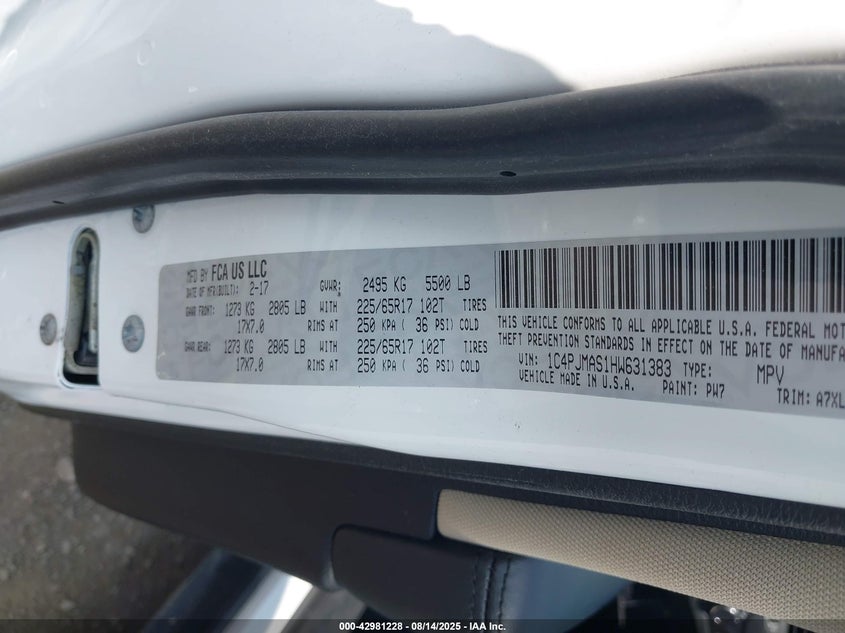 MFD BY FCA US LLC
DATE OF MFR(BUILT): 2-17 GVWR: 2495 KG 5500 LB
GAWR FRONT: 1273 KG 2805 LB WITH 225/65R17 102T TIRES
17X7.0 RIMS AT 250 KPA ( 36 PSI) COLD
GAWR REAR: 1273 KG 2805 LB WITH 225/65R17 102T TIRES
17X7.0 RIMS AT 250 KPA ( 36 PSI) COLD
THIS VEHICLE CONFORMS TO ALL APPLICABLE U.S.A. FEDERAL MOT
THEFT PREVENTION STANDARDS IN EFFECT ON THE DATE OF MANUFA
VIN: 1C4PJMAS1HW631383 TYPE: MPV
VEHICLE MADE IN U.S.A. PAINT: PW7 TRIM: A7XL
000-42981228 - 08/14/2025 - IAA Inc.